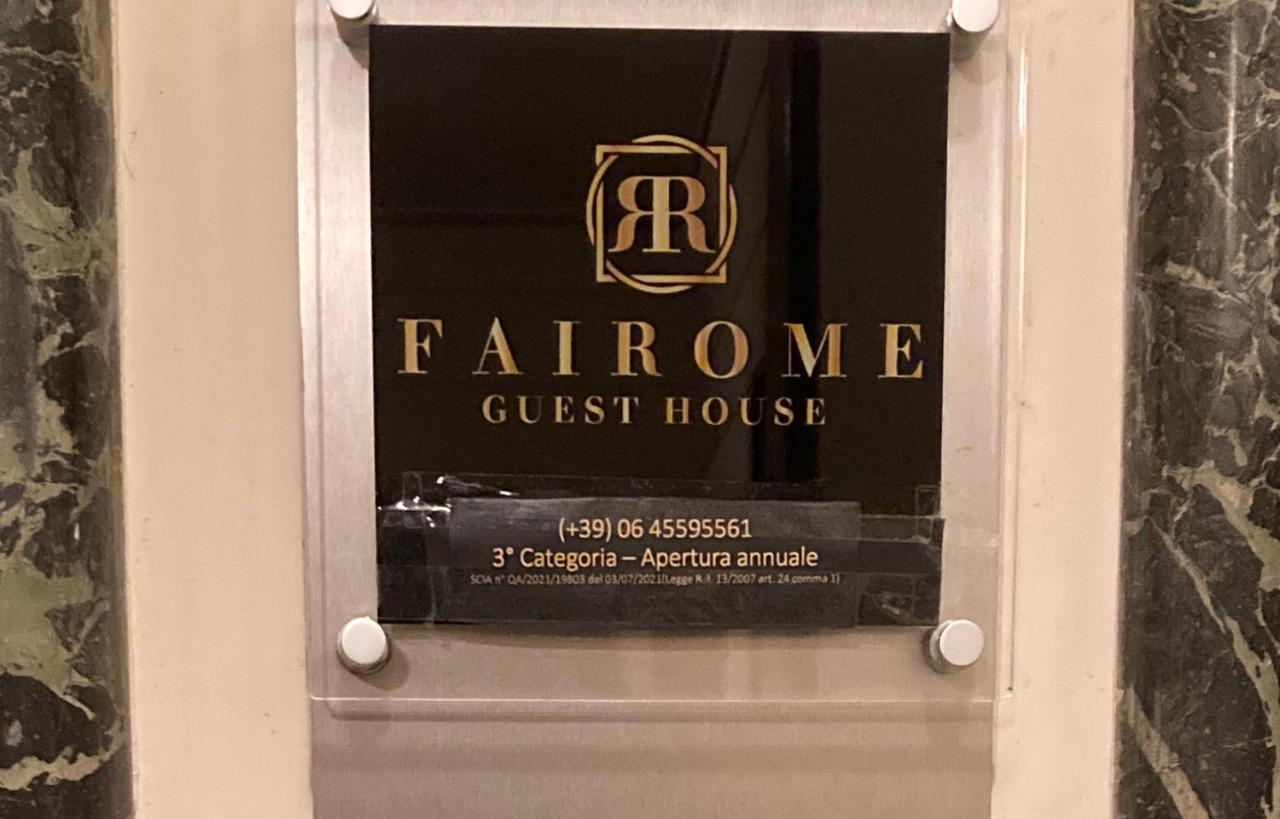 RR
FAIROME
GUEST HOUSE
(+39) 06 45595561
3° Categoria – Apertura annuale
SCIA n° QA/2021/19803 del 03/07/2021(Legge R. f. 13/2007 art. 24 comma 1)